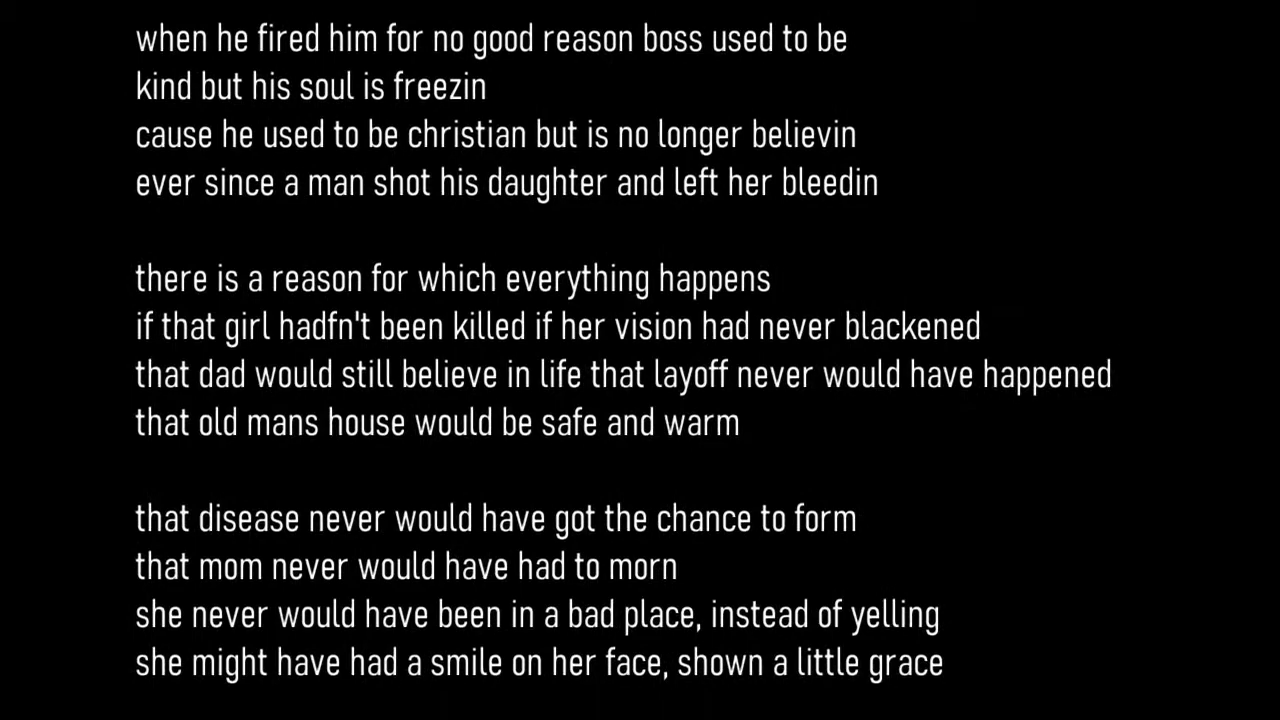 when he fired him for no good reason boss used to be
kind but his soul is freezin
cause he used to be christian but is no longer believin
ever since a man shot his daughter and left her bleedin
there is a reason for which everything happens
if that girl hadfn't been killed if her vision had never blackened
that dad would still believe in life that layoff never would have happened
that old mans house would be safe and warm
that disease never would have got the chance to form
that mom never would have had to morn
she never would have been in a bad place, instead of yelling
she might have had a smile on her face, shown a little grace